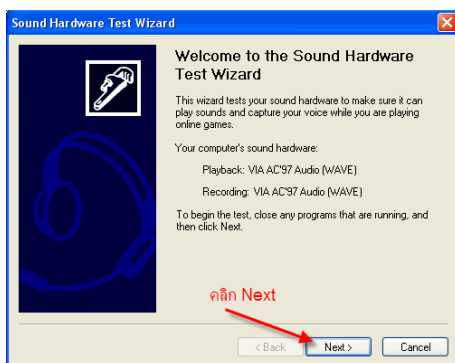 Sound Hardware Test Wizard
Welcome to the Sound Hardware
Test Wizard
This wizard tests your sound hardware to make sure it can
play sounds and capture your voice while you are playing
online games.
Your computer's sound hardware:
Playback: VIA AC'97 Audio (WAVE)
Recording: VIA AC'97 Audio (WAVE)
To begin the test, close any programs that are running, and
then click Next.
คลิก Next
< Back
Next >
Cancel